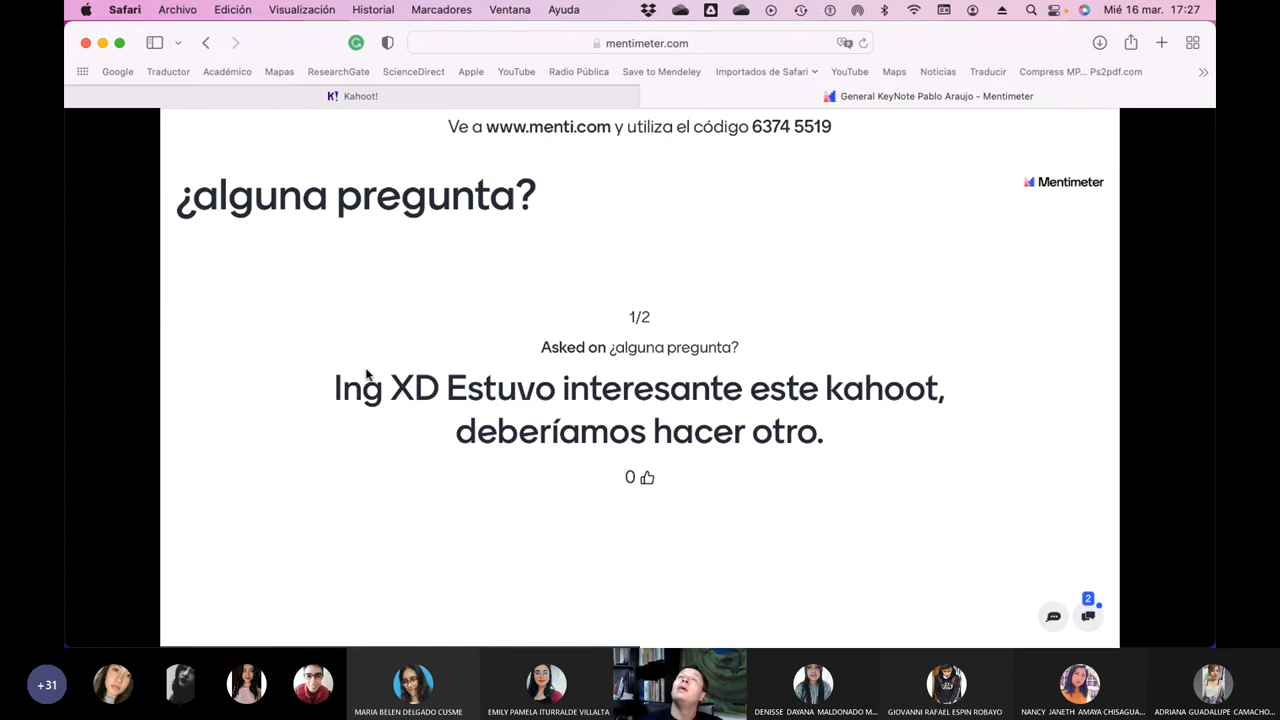 Safari Archivo Edición Visualización Historial Marcadores Ventana Ayuda Mié 16 mar. 17:27
mentimeter.com
Google Traductor Académico Mapas ResearchGate ScienceDirect Apple YouTube Radio Pública Save to Mendeley Importados de Safari YouTube Maps Noticias Traducir Compress MP... Ps2pdf.com
K! Kahoot! General KeyNote Pablo Araujo - Mentimeter
Ve a www.menti.com y utiliza el código 6374 5519
¿alguna pregunta?
Mentimeter
1/2
Asked on ¿alguna pregunta?
Ing XD Estuvo interesante este kahoot,
deberíamos hacer otro.
0
2
+31
MARIA BELEN DELGADO CUSME EMILY PAMELA ITURRALDE VILLALTA DENISSE DAYANA MALDONADO M... GIOVANNI RAFAEL ESPIN ROBAYO NANCY JANETH AMAYA CHISAGUA... ADRIANA GUADALUPE CAMACHO...